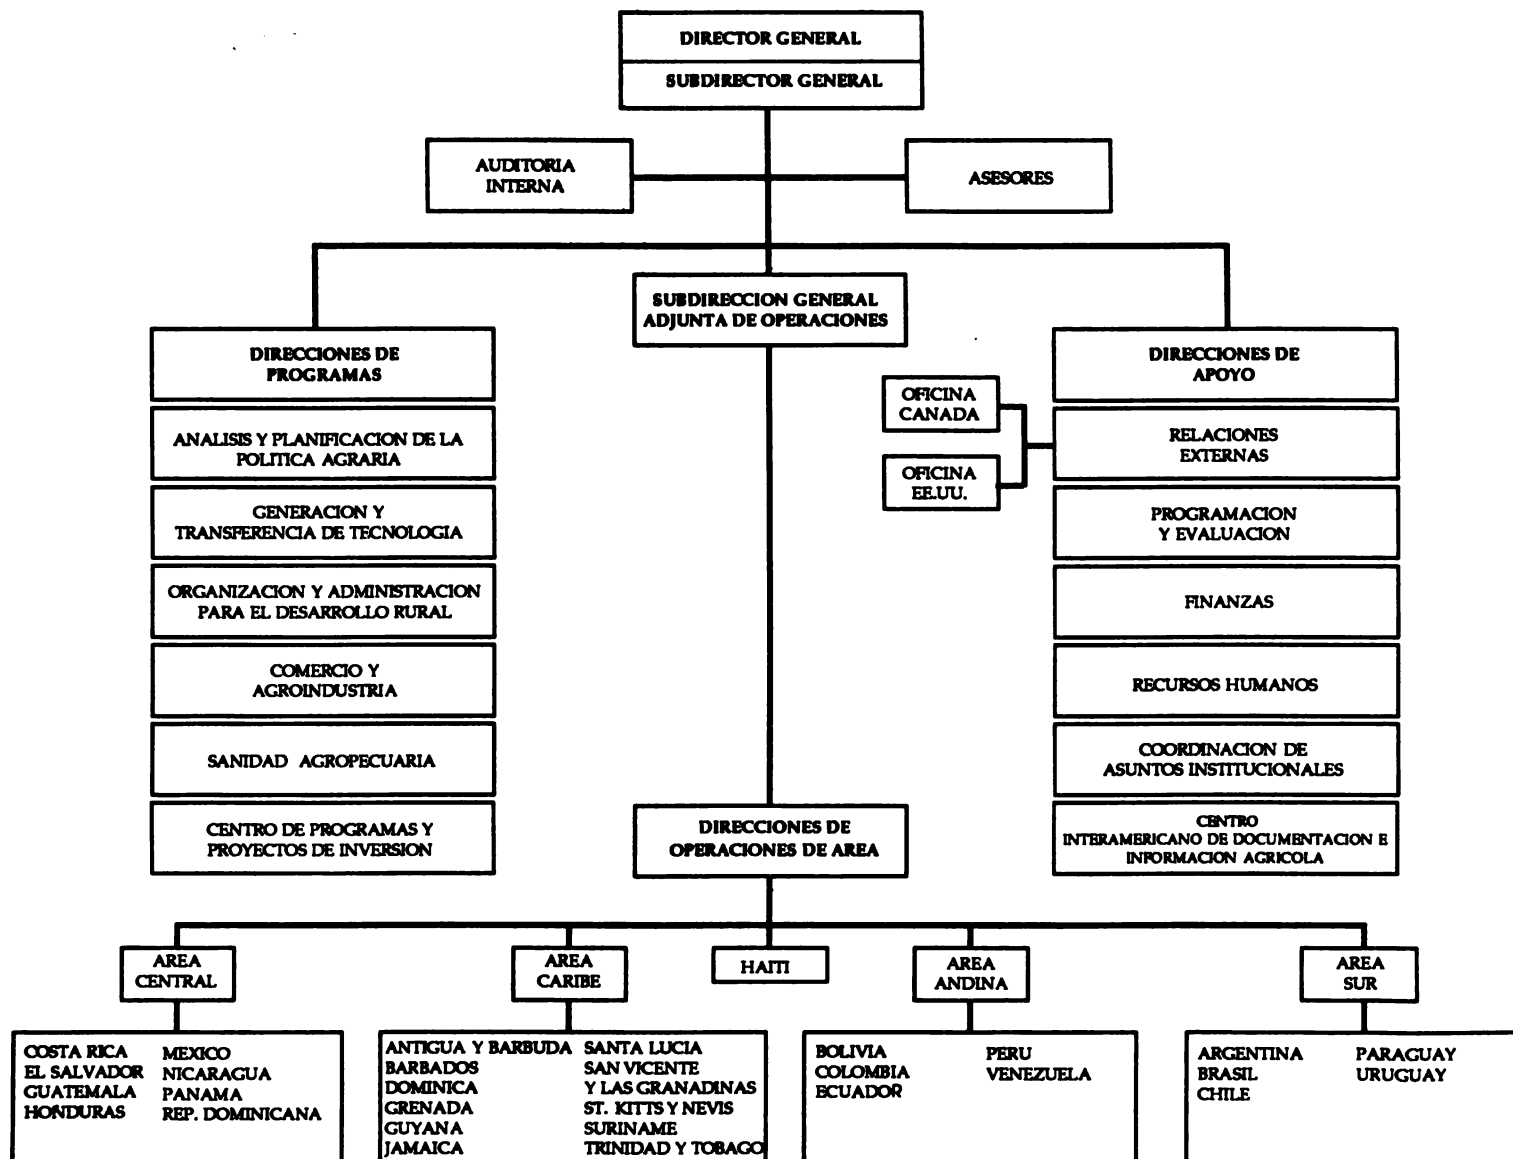 DIRECTOR GENERAL
SUBDIRECTOR GENERAL
AUDITORIA
INTERNA
ASESORES
SUBDIRECCION GENERAL
ADJUNTA DE OPERACIONES
DIRECCIONES DE
PROGRAMAS
ANALISIS Y PLANIFICACION DE LA
POLITICA AGRARIA
GENERACION Y
TRANSFERENCIA DE TECNOLOGIA
ORGANIZACION Y ADMINISTRACION
PARA EL DESARROLLO RURAL
COMERCIO Y
AGROINDUSTRIA
SANIDAD AGROPECUARIA
CENTRO DE PROGRAMAS Y
PROYECTOS DE INVERSION
DIRECCIONES DE
APOYO
OFICINA
CANADA
OFICINA
EE.UU.
RELACIONES
EXTERNAS
PROGRAMACION
Y EVALUACION
FINANZAS
RECURSOS HUMANOS
COORDINACION DE
ASUNTOS INSTITUCIONALES
CENTRO
INTERAMERICANO DE DOCUMENTACION E
INFORMACION AGRICOLA
DIRECCIONES DE
OPERACIONES DE AREA
AREA
CENTRAL
COSTA RICA
EL SALVADOR
GUATEMALA
HONDURAS
MEXICO
NICARAGUA
PANAMA
REP. DOMINICANA
AREA
CARIBE
ANTIGUA Y BARBUDA
BARBADOS
DOMINICA
GRENADA
GUYANA
JAMAICA
SANTA LUCIA
SAN VICENTE
Y LAS GRANADINAS
ST. KITTS Y NEVIS
SURINAME
TRINIDAD Y TOBAGO
HAITI
AREA
ANDINA
BOLIVIA
COLOMBIA
ECUADOR
PERU
VENEZUELA
AREA
SUR
ARGENTINA
BRASIL
CHILE
PARAGUAY
URUGUAY